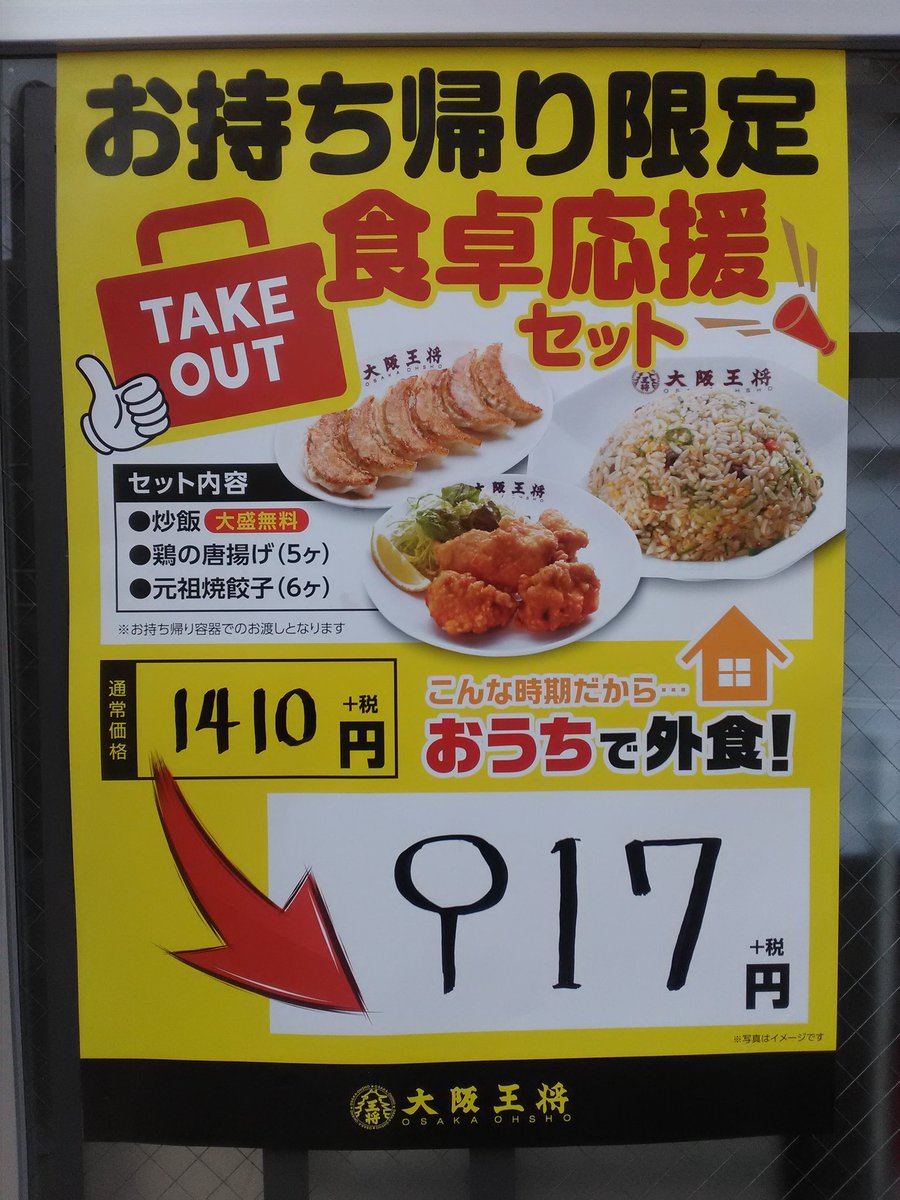 お持ち帰り限定
食卓応援
セット
TAKE
OUT
大阪王将
OSAKA OHSHO
大阪王将
大阪王将
セット内容
●炒飯 大盛無料
●鶏の唐揚げ(5ヶ)
●元祖焼餃子(6ヶ)
※お持ち帰り容器でのお渡しとなります
通常価格
1410
+税
円
こんな時期だから…
おうちで外食!
917
+税
円
※写真はイメージです
王将
大阪王将
OSAKA OHSHO